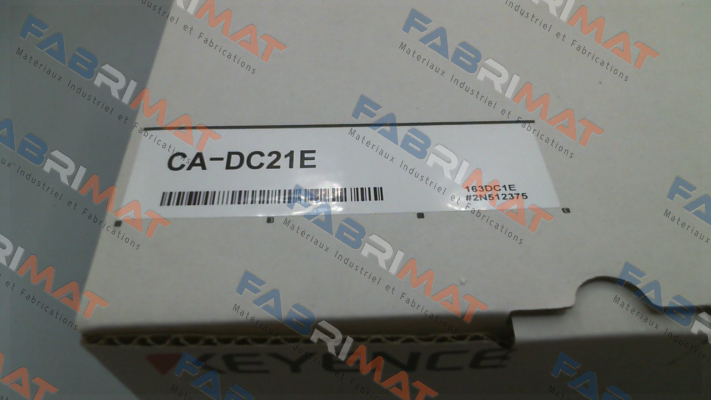 FABRIMAT
Materiaux Industriel et Fabrications
CA-DC21E
163DC1E
#2N512375
KEYENCE